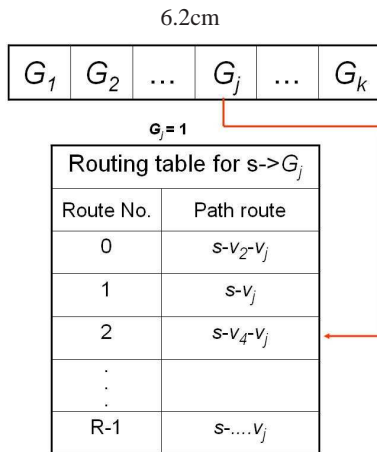 6.2cm
G1 G2 ... Gj ... Gk
Gj = 1
Routing table for s->Gj
Route No. Path route
0 s-v2-vj
1 s-vj
2 s-v4-vj
.
.
.
R-1 s-....vj